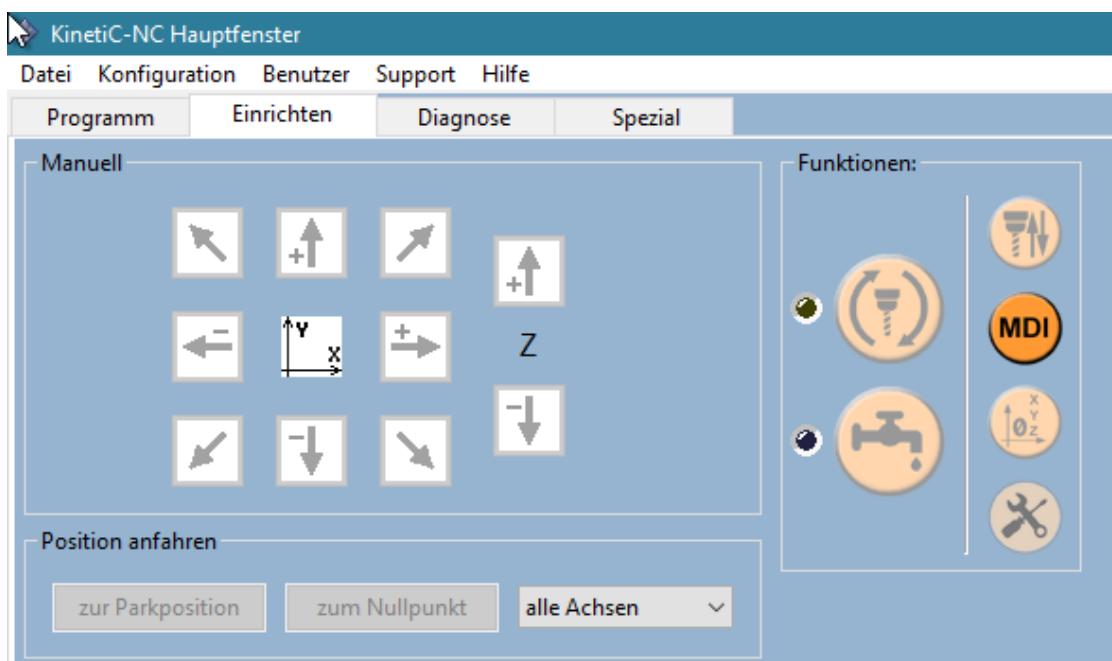 KinetiC-NC Hauptfenster
Datei Konfiguration Benutzer Support Hilfe
Programm Einrichten Diagnose Spezial
Manuell
Funktionen:
+
+
Z
- Y X +
MDI
-
-
X
Y
0 Z
Position anfahren
zur Parkposition zum Nullpunkt alle Achsen